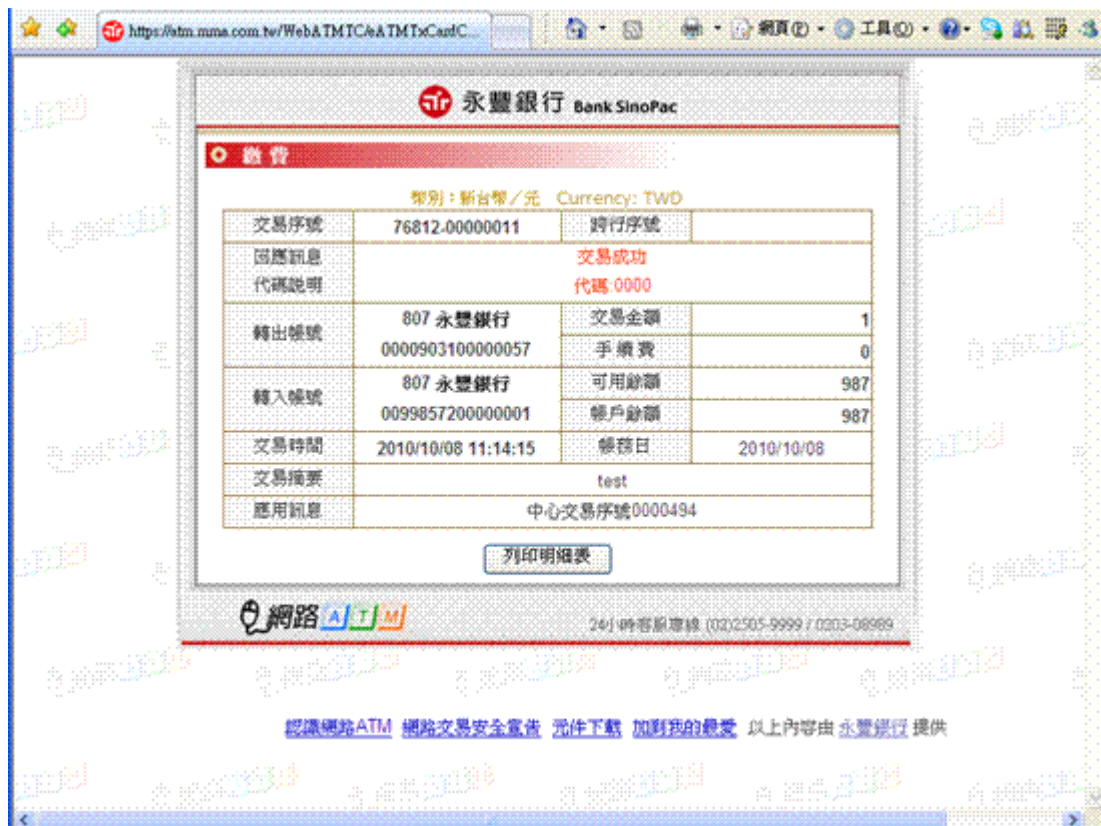 https://atm.mma.com.tw/WebATMTC/eATMTxCardC...
網頁(P)
工具(O)
永豐銀行 Bank SinoPac
繳費
幣別：新台幣／元 Currency: TWD
交易序號 76812-00000011 跨行序號
回應訊息 交易成功
代碼說明 代碼:0000
轉出帳號 807 永豐銀行 交易金額 1
0000903100000057 手續費 0
轉入帳號 807 永豐銀行 可用餘額 987
0099857200000001 帳戶餘額 987
交易時間 2010/10/08 11:14:15 帳務日 2010/10/08
交易摘要 test
應用訊息 中心交易序號0000494
列印明細表
網路ATM
24小時客服專線 (02)2505-9999 / 0203-08989
認識網路ATM 網路交易安全宣告 元件下載 加到我的最愛 以上內容由 永豐銀行 提供